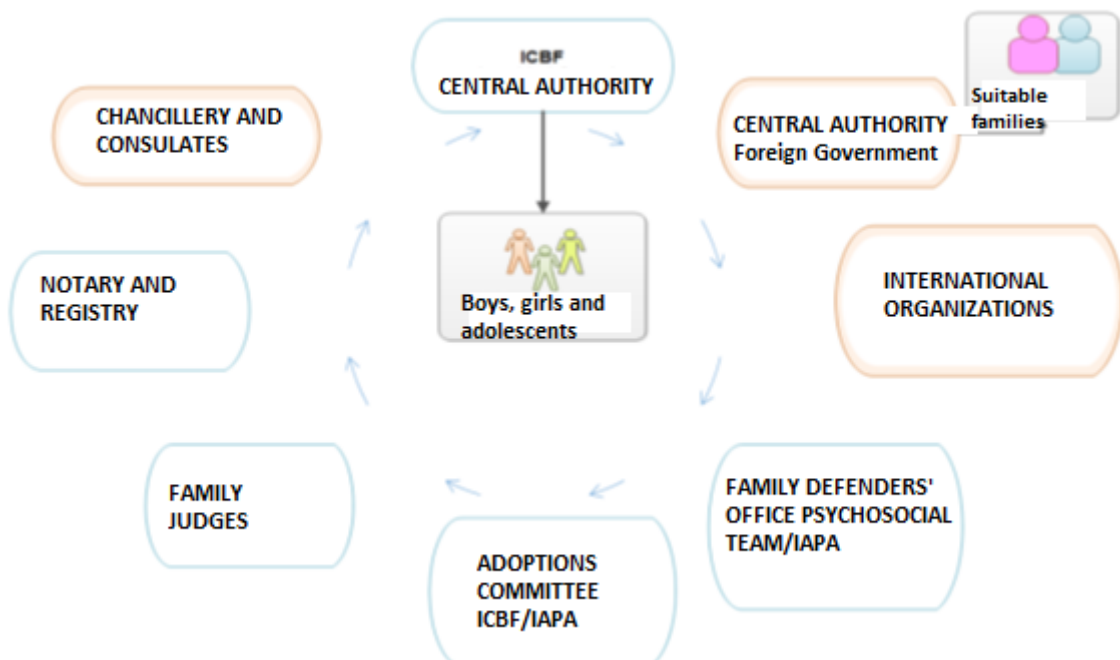 ICBF
CENTRAL AUTHORITY
Suitable
families
CENTRAL AUTHORITY
Foreign Government
INTERNATIONAL
ORGANIZATIONS
FAMILY DEFENDERS'
OFFICE PSYCHOSOCIAL
TEAM/IAPA
ADOPTIONS
COMMITTEE
ICBF/IAPA
FAMILY
JUDGES
NOTARY AND
REGISTRY
CHANCILLERY AND
CONSULATES
Boys, girls and
adolescents